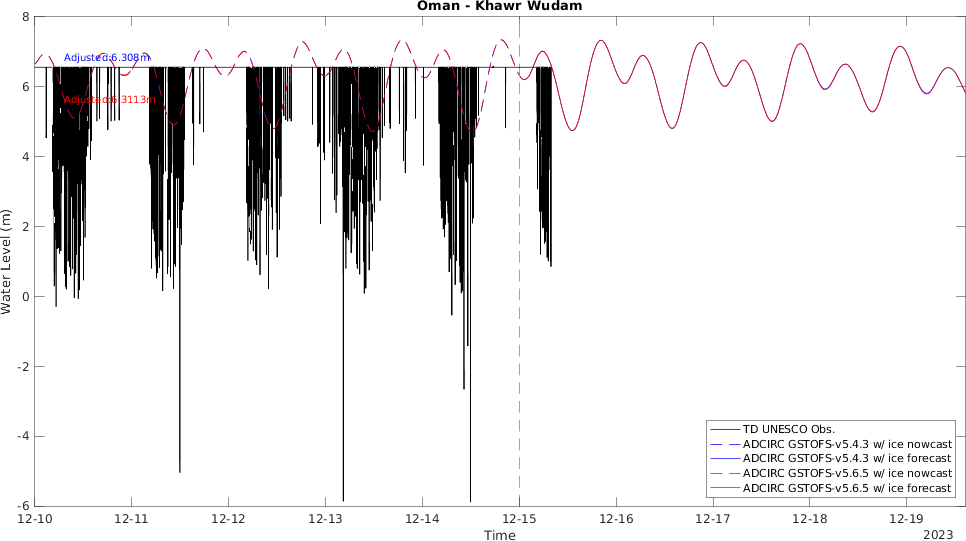 Oman - Khawr Wudam
Water Level (m)
8
6
4
2
0
-2
-4
-6
Adjusted:6.308m
Adjusted:6.3113m
TD UNESCO Obs.
ADCIRC GSTOFS-v5.4.3 w/ ice nowcast
ADCIRC GSTOFS-v5.4.3 w/ ice forecast
ADCIRC GSTOFS-v5.6.5 w/ ice nowcast
ADCIRC GSTOFS-v5.6.5 w/ ice forecast
12-10 12-11 12-12 12-13 12-14 12-15 12-16 12-17 12-18 12-19
Time
2023